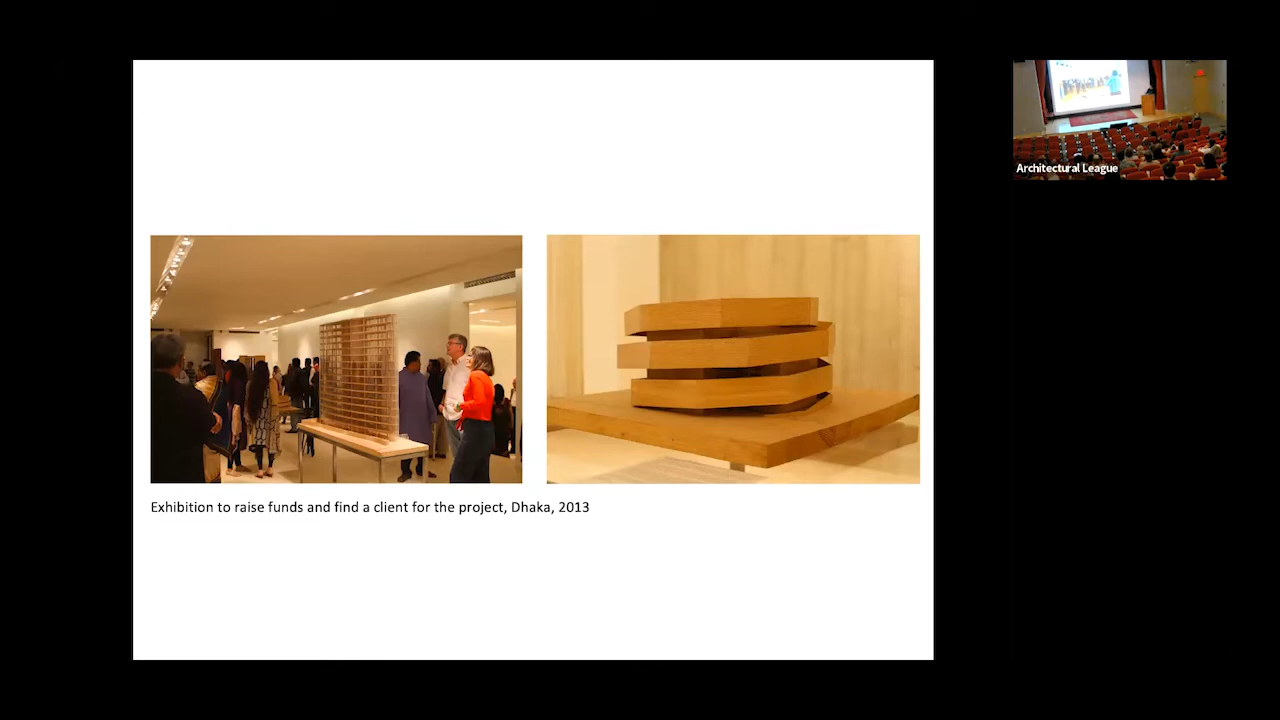 Architectural League
Exhibition to raise funds and find a client for the project, Dhaka, 2013